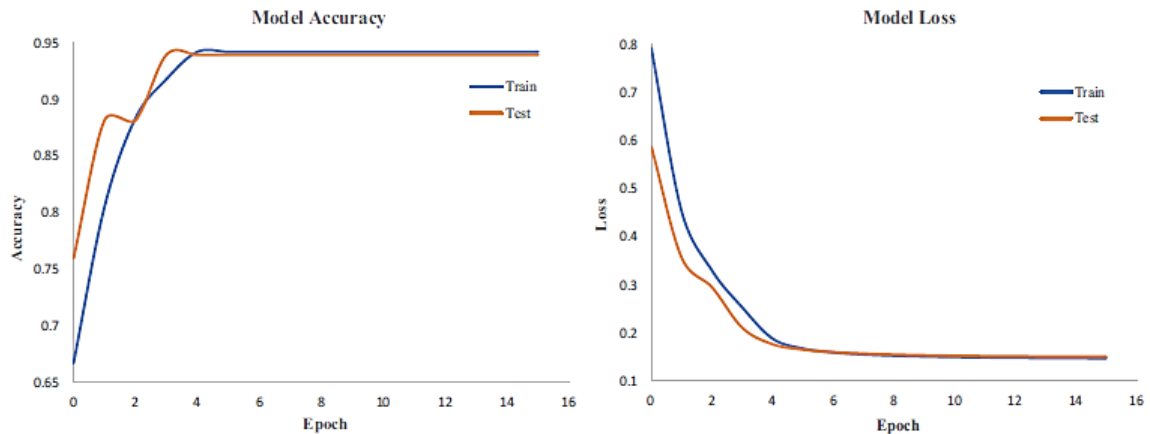 Model Accuracy
0.95
0.9
0.85
0.8
0.75
0.7
0.65
Accuracy
0 2 4 6 8 10 12 14 16
Epoch
Train
Test
Model Loss
0.8
0.7
0.6
0.5
0.4
0.3
0.2
0.1
Loss
0 2 4 6 8 10 12 14 16
Epoch
Train
Test